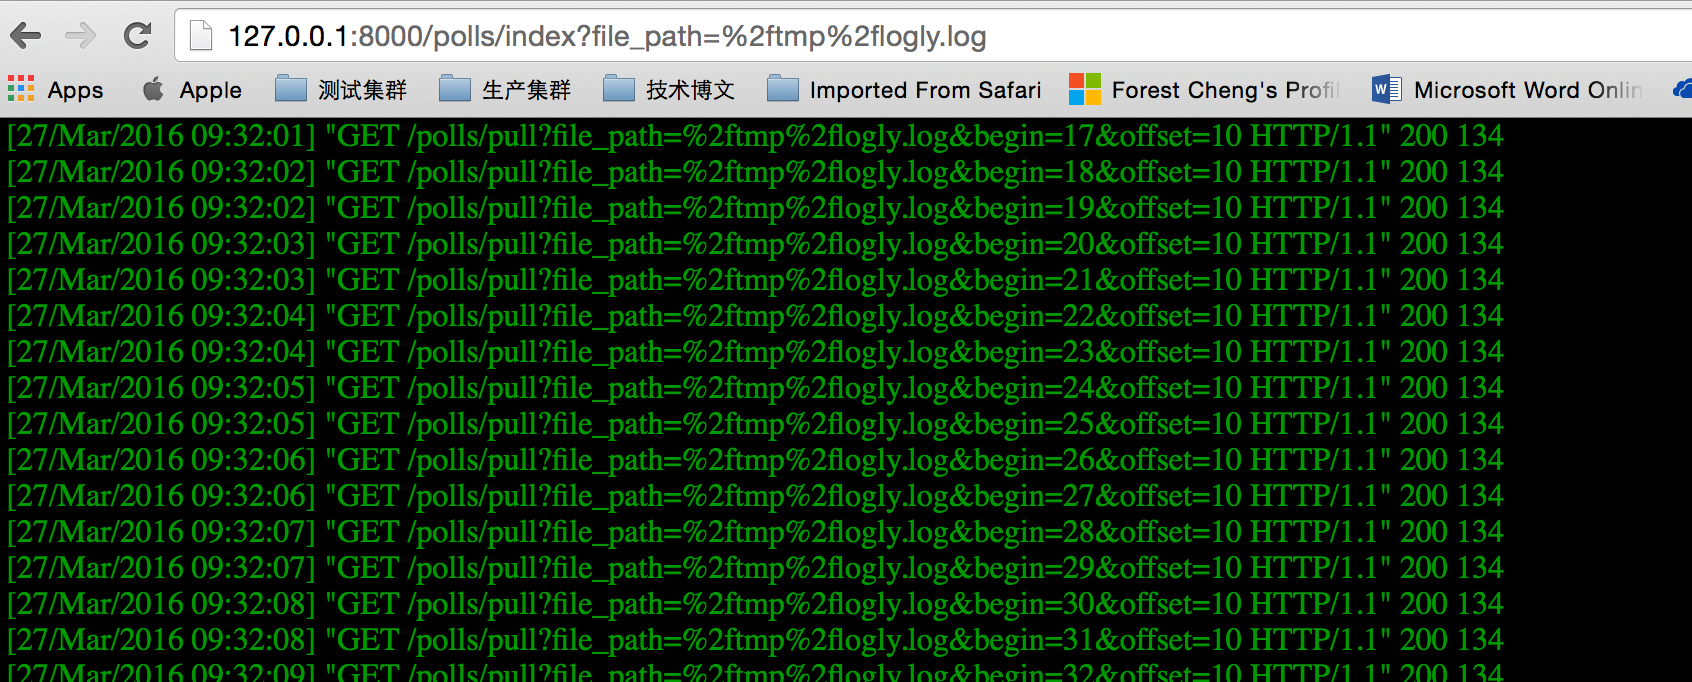 127.0.0.1:8000/polls/index?file_path=%2ftmp%2flogly.log
Apps Apple 测试集群 生产集群 技术博文 Imported From Safari Forest Cheng's Profil Microsoft Word Onlin
[27/Mar/2016 09:32:01] "GET /polls/pull?file_path=%2ftmp%2flogly.log&begin=17&offset=10 HTTP/1.1" 200 134
[27/Mar/2016 09:32:02] "GET /polls/pull?file_path=%2ftmp%2flogly.log&begin=18&offset=10 HTTP/1.1" 200 134
[27/Mar/2016 09:32:02] "GET /polls/pull?file_path=%2ftmp%2flogly.log&begin=19&offset=10 HTTP/1.1" 200 134
[27/Mar/2016 09:32:03] "GET /polls/pull?file_path=%2ftmp%2flogly.log&begin=20&offset=10 HTTP/1.1" 200 134
[27/Mar/2016 09:32:03] "GET /polls/pull?file_path=%2ftmp%2flogly.log&begin=21&offset=10 HTTP/1.1" 200 134
[27/Mar/2016 09:32:04] "GET /polls/pull?file_path=%2ftmp%2flogly.log&begin=22&offset=10 HTTP/1.1" 200 134
[27/Mar/2016 09:32:04] "GET /polls/pull?file_path=%2ftmp%2flogly.log&begin=23&offset=10 HTTP/1.1" 200 134
[27/Mar/2016 09:32:05] "GET /polls/pull?file_path=%2ftmp%2flogly.log&begin=24&offset=10 HTTP/1.1" 200 134
[27/Mar/2016 09:32:05] "GET /polls/pull?file_path=%2ftmp%2flogly.log&begin=25&offset=10 HTTP/1.1" 200 134
[27/Mar/2016 09:32:06] "GET /polls/pull?file_path=%2ftmp%2flogly.log&begin=26&offset=10 HTTP/1.1" 200 134
[27/Mar/2016 09:32:06] "GET /polls/pull?file_path=%2ftmp%2flogly.log&begin=27&offset=10 HTTP/1.1" 200 134
[27/Mar/2016 09:32:07] "GET /polls/pull?file_path=%2ftmp%2flogly.log&begin=28&offset=10 HTTP/1.1" 200 134
[27/Mar/2016 09:32:07] "GET /polls/pull?file_path=%2ftmp%2flogly.log&begin=29&offset=10 HTTP/1.1" 200 134
[27/Mar/2016 09:32:08] "GET /polls/pull?file_path=%2ftmp%2flogly.log&begin=30&offset=10 HTTP/1.1" 200 134
[27/Mar/2016 09:32:08] "GET /polls/pull?file_path=%2ftmp%2flogly.log&begin=31&offset=10 HTTP/1.1" 200 134
[27/Mar/2016 09:32:09] "GET /polls/pull?file_path=%2ftmp%2flogly.log&begin=32&offset=10 HTTP/1.1" 200 134